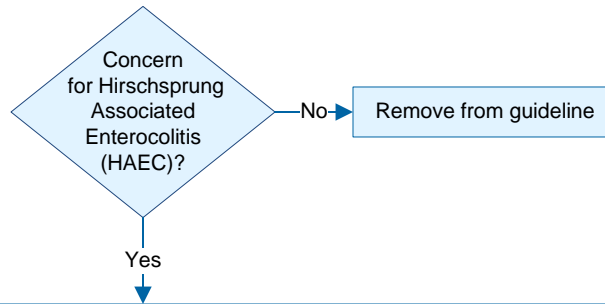 Concern
for Hirschsprung
Associated
Enterocolitis
(HAEC)?
No
Remove from guideline
Yes